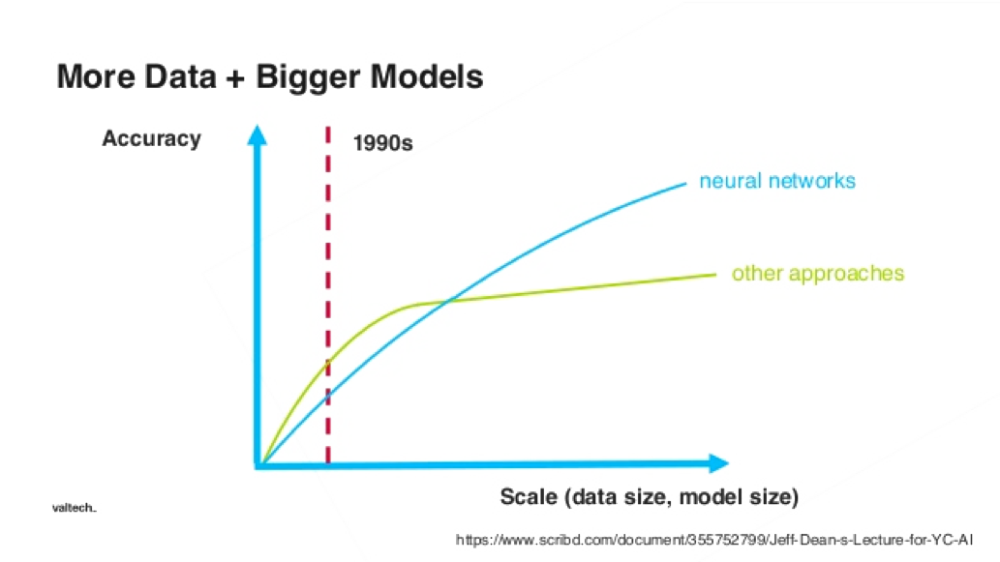 More Data + Bigger Models
Accuracy
1990s
neural networks
other approaches
Scale (data size, model size)
valtech_
https://www.scribd.com/document/355752799/Jeff-Dean-s-Lecture-for-YC-AI